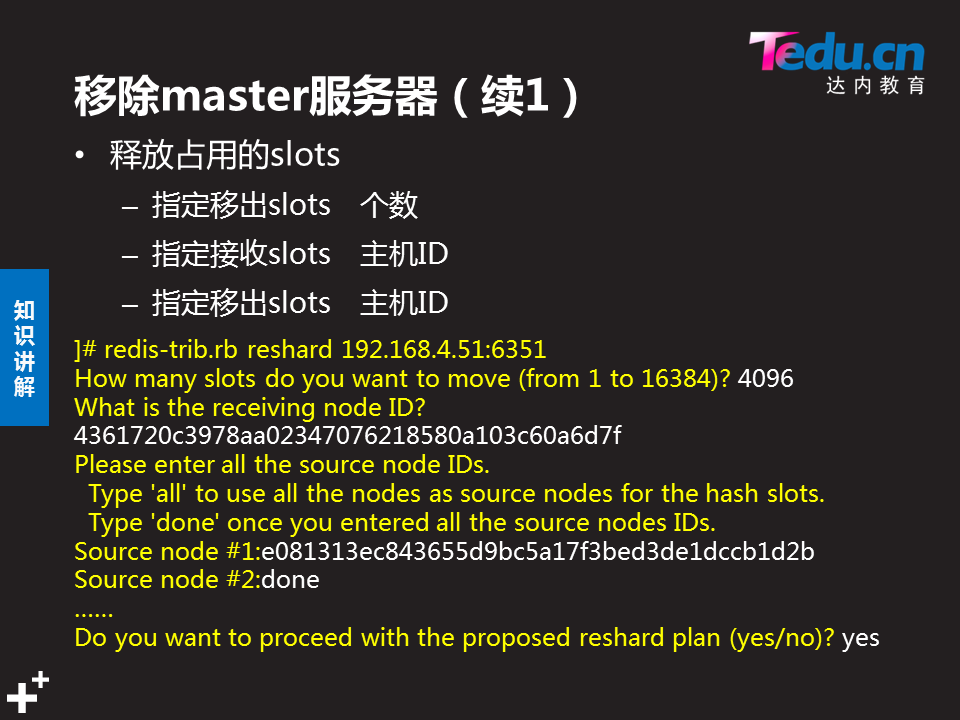 Tedu.cn
达内教育
移除master服务器（续1）
• 释放占用的slots
– 指定移出slots 个数
– 指定接收slots 主机ID
– 指定移出slots 主机ID
知识讲解
]# redis-trib.rb reshard 192.168.4.51:6351
How many slots do you want to move (from 1 to 16384)? 4096
What is the receiving node ID?
4361720c3978aa02347076218580a103c60a6d7f
Please enter all the source node IDs.
Type 'all' to use all the nodes as source nodes for the hash slots.
Type 'done' once you entered all the source nodes IDs.
Source node #1:e081313ec843655d9bc5a17f3bed3de1dccb1d2b
Source node #2:done
……
Do you want to proceed with the proposed reshard plan (yes/no)? yes